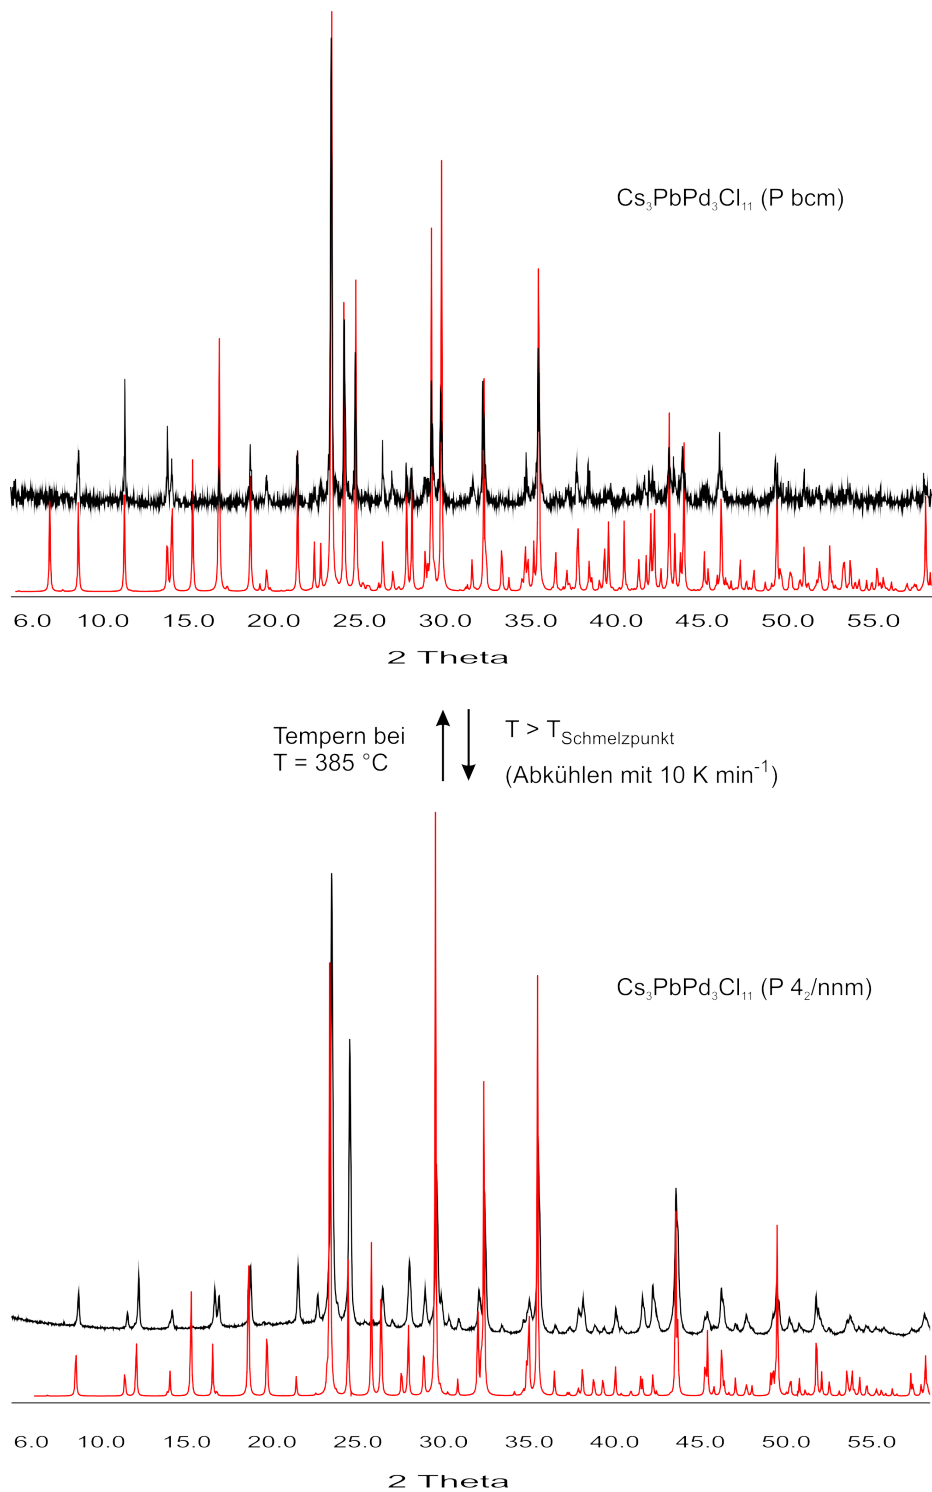 Cs₃PbPd₃Cl₁₁ (P bcm)
6.0 10.0 15.0 20.0 25.0 30.0 35.0 40.0 45.0 50.0 55.0
2 Theta
Tempern bei
T = 385 °C
T > T_Schmelzpunkt
(Abkühlen mit 10 K min⁻¹)
Cs₃PbPd₃Cl₁₁ (P 4₂/nnm)
6.0 10.0 15.0 20.0 25.0 30.0 35.0 40.0 45.0 50.0 55.0
2 Theta